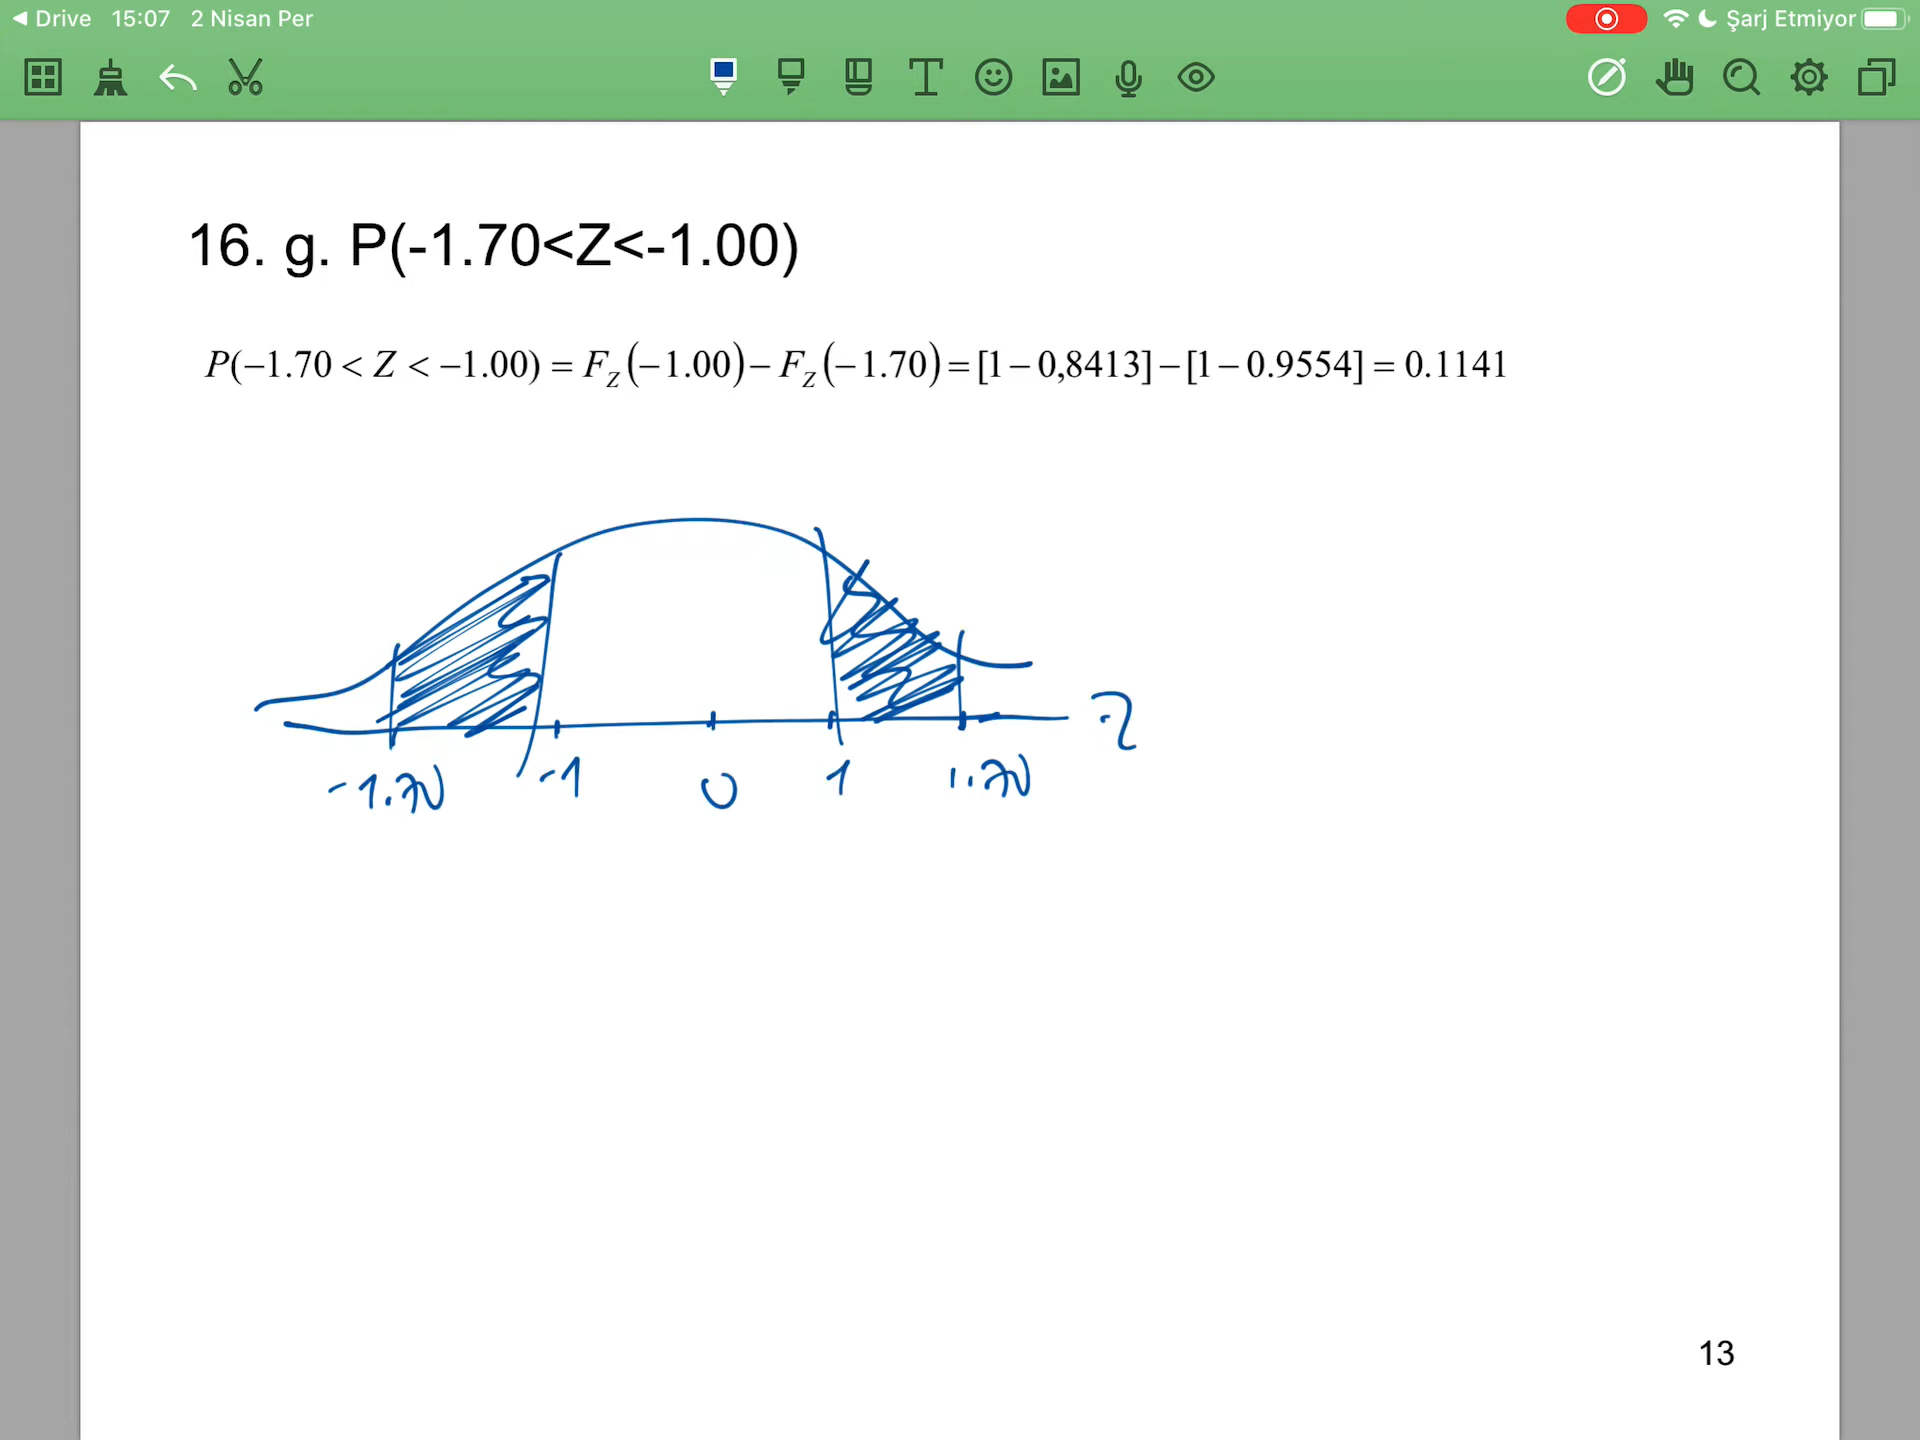 Drive 15:07 2 Nisan Per Şarj Etmiyor
16. g. P(-1.70<Z<-1.00)
P(−1.70 < Z < −1.00) = F_Z(−1.00) − F_Z(−1.70) = [1 − 0,8413] − [1 − 0.9554] = 0.1141
Z
-1.70 -1 0 1 1.70
13